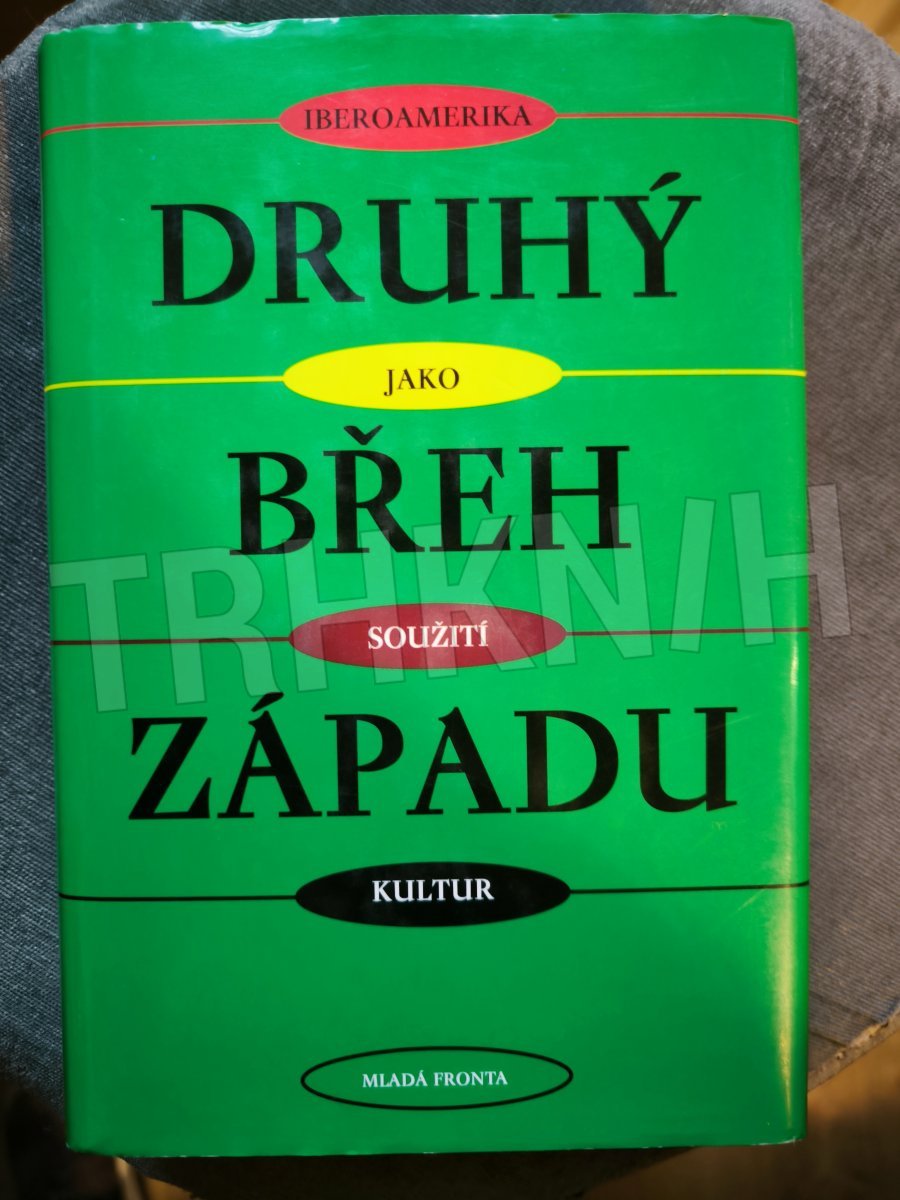 IBEROAMERIKA
DRUHÝ
JAKO
BŘEH
TRHKNIH
SOUŽITÍ
ZÁPADU
KULTUR
MLADÁ FRONTA